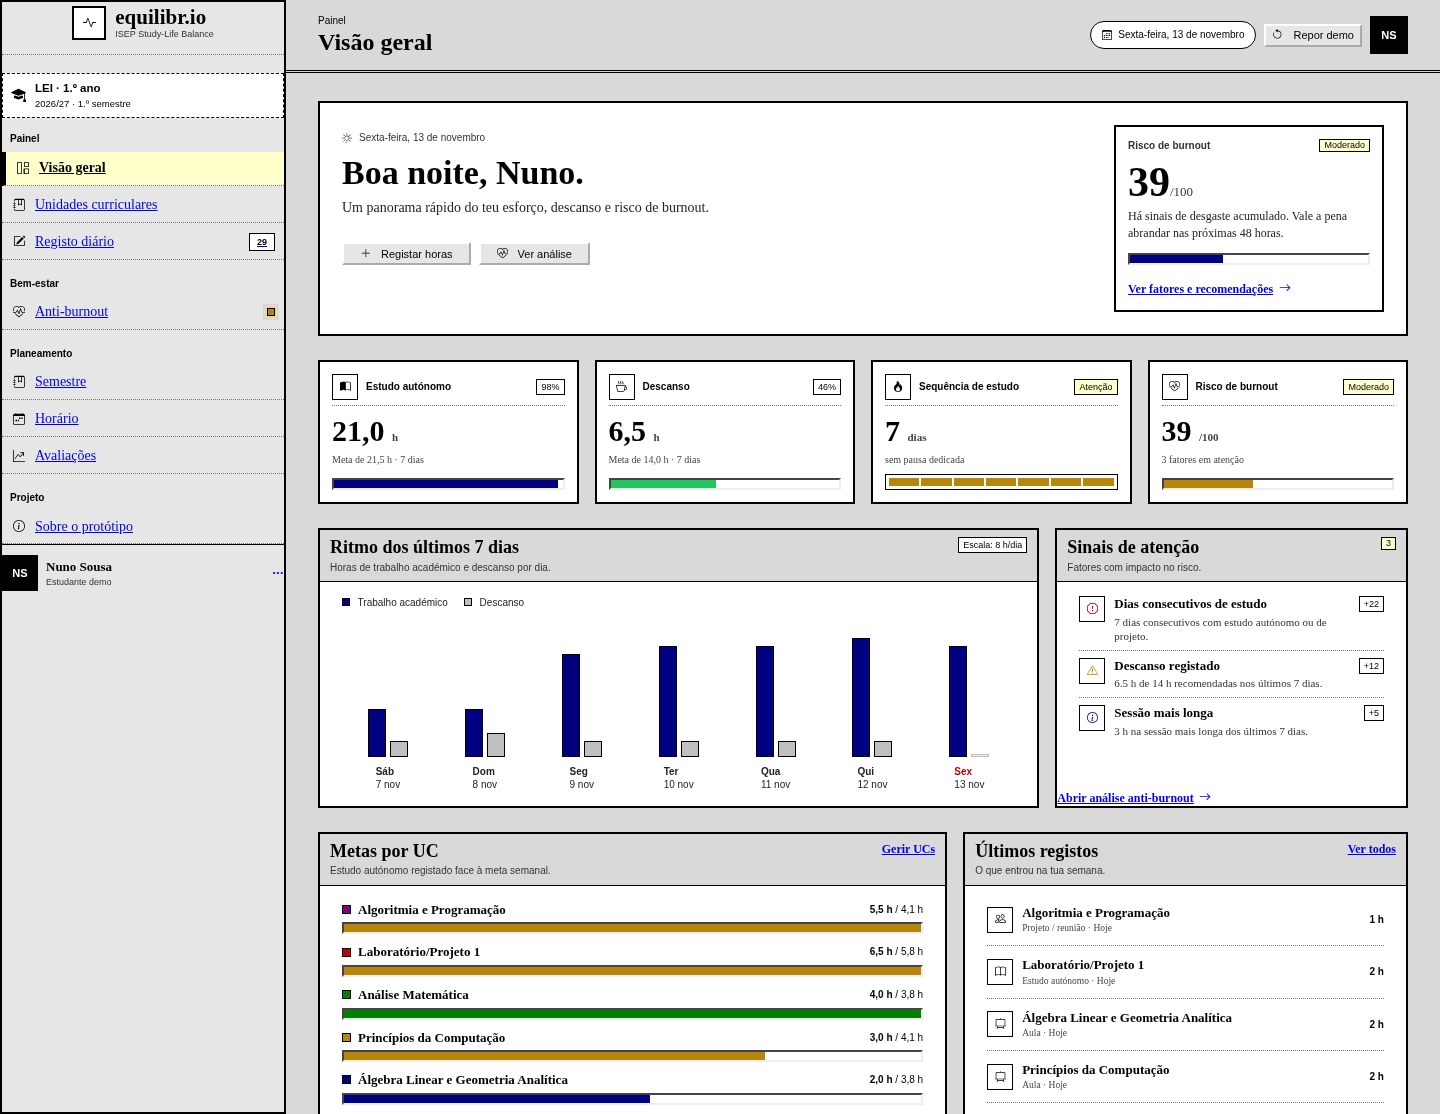 equilibr.io
ISEP Study-Life Balance
LEI · 1.º ano
2026/27 · 1.º semestre
Painel
Visão geral
Unidades curriculares
Registo diário 29
Bem-estar
Anti-burnout
Planeamento
Semestre
Horário
Avaliações
Projeto
Sobre o protótipo
NS Nuno Sousa
Estudante demo
...
Painel
Visão geral
Sexta-feira, 13 de novembro
Repor demo
NS
Sexta-feira, 13 de novembro
Boa noite, Nuno.
Um panorama rápido do teu esforço, descanso e risco de burnout.
Registar horas
Ver análise
Risco de burnout Moderado
39/100
Há sinais de desgaste acumulado. Vale a pena
abrandar nas próximas 48 horas.
Ver fatores e recomendações →
Estudo autónomo 98%
21,0 h
Meta de 21,5 h · 7 dias
Descanso 46%
6,5 h
Meta de 14,0 h · 7 dias
Sequência de estudo Atenção
7 dias
sem pausa dedicada
Risco de burnout Moderado
39 /100
3 fatores em atenção
Ritmo dos últimos 7 dias
Horas de trabalho académico e descanso por dia.
Escala: 8 h/dia
Trabalho académico Descanso
Sáb Dom Seg Ter Qua Qui Sex
7 nov 8 nov 9 nov 10 nov 11 nov 12 nov 13 nov
Sinais de atenção 3
Fatores com impacto no risco.
Dias consecutivos de estudo +22
7 dias consecutivos com estudo autónomo ou de
projeto.
Descanso registado +12
6.5 h de 14 h recomendadas nos últimos 7 dias.
Sessão mais longa +5
3 h na sessão mais longa dos últimos 7 dias.
Abrir análise anti-burnout →
Metas por UC Gerir UCs
Estudo autónomo registado face à meta semanal.
Algoritmia e Programação 5,5 h / 4,1 h
Laboratório/Projeto 1 6,5 h / 5,8 h
Análise Matemática 4,0 h / 3,8 h
Princípios da Computação 3,0 h / 4,1 h
Álgebra Linear e Geometria Analítica 2,0 h / 3,8 h
Últimos registos Ver todos
O que entrou na tua semana.
Algoritmia e Programação 1 h
Projeto / reunião · Hoje
Laboratório/Projeto 1 2 h
Estudo autónomo · Hoje
Álgebra Linear e Geometria Analítica 2 h
Aula · Hoje
Princípios da Computação 2 h
Aula · Hoje